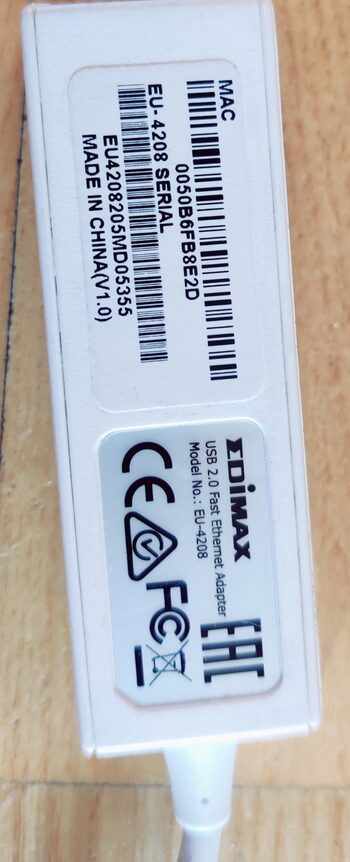 MAC
0050B6FB8E2D
EU- 4208 SERIAL
EU4208205MD05355
MADE IN CHINA(V1.0)
EDIMAX
USB 2.0 Fast Ethernet Adapter
Model No.: EU-4208
EAC
CE
FC